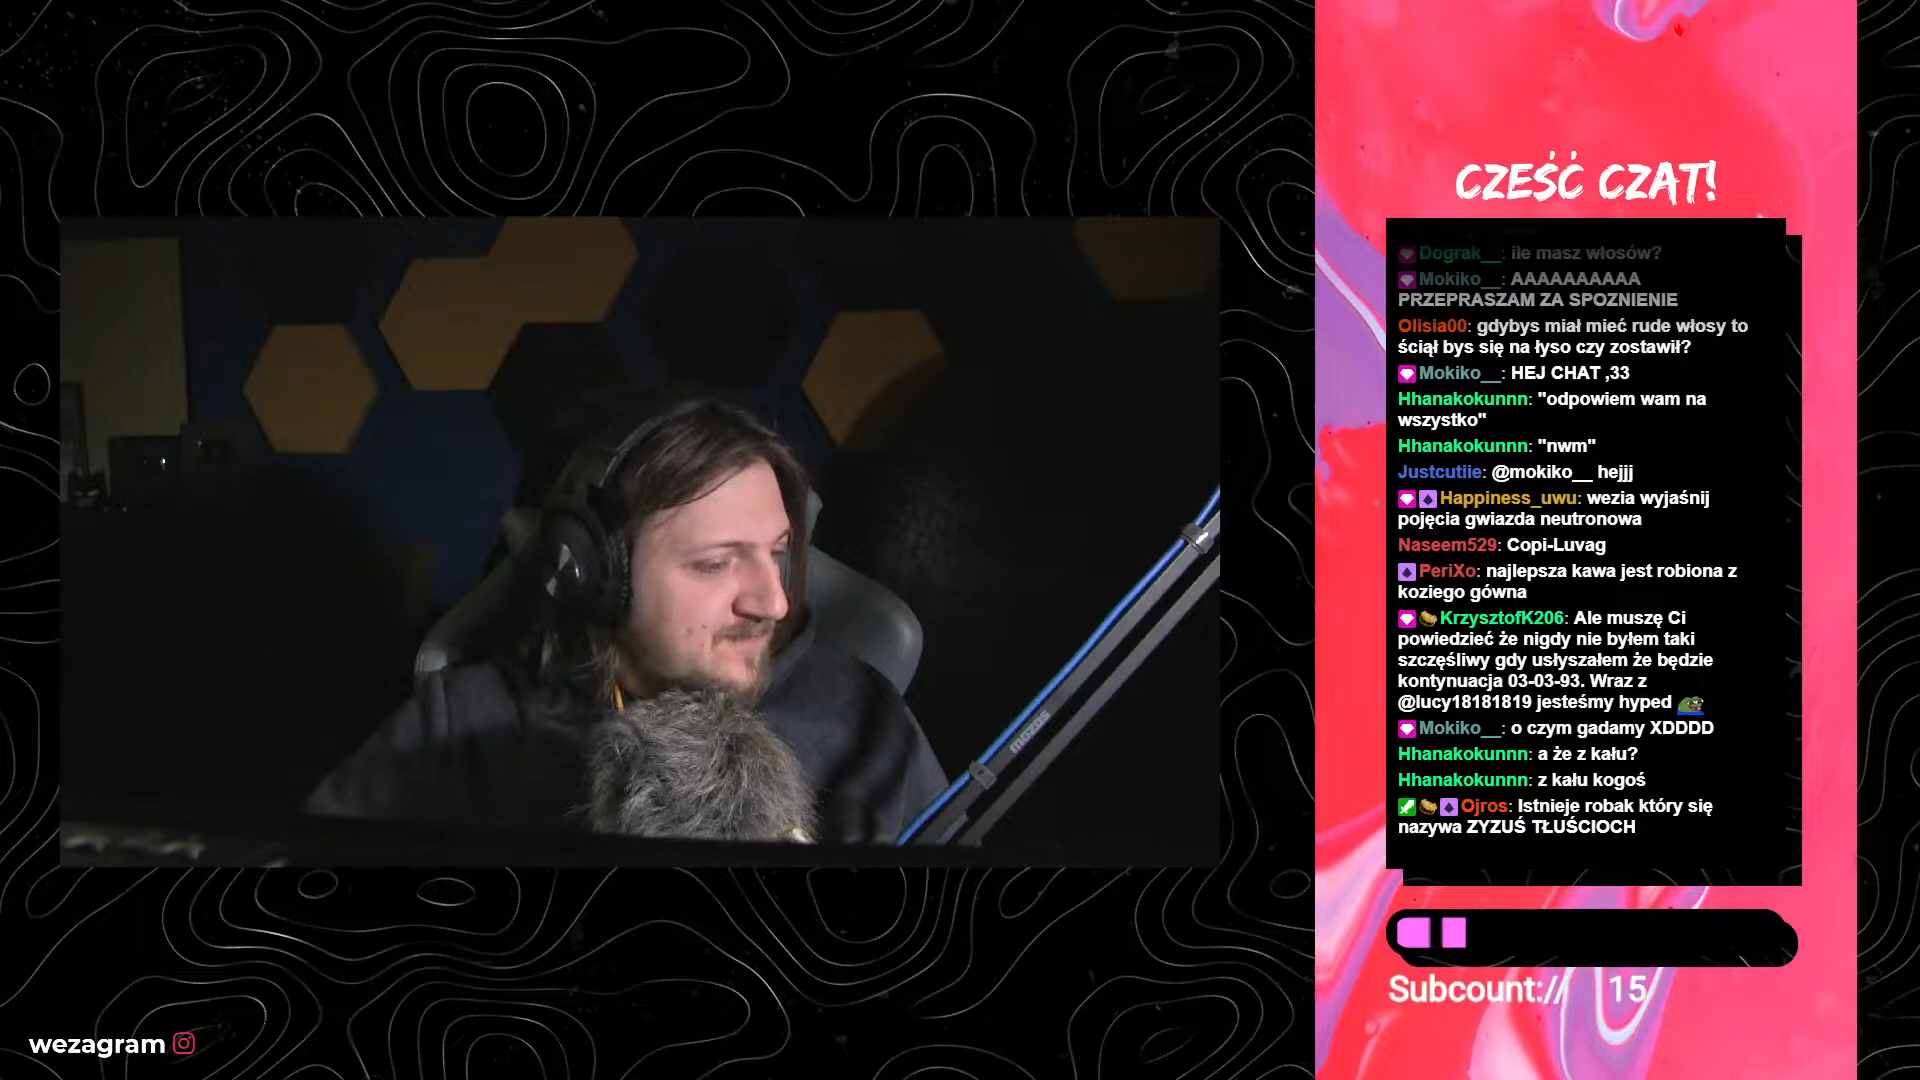 CZEŚĆ CZAT!
Dograk__: ile masz włosów?
Mokiko__: AAAAAAAAAA
PRZEPRASZAM ZA SPOZNIENIE
Olisia00: gdybys miał mieć rude włosy to
ściął bys się na łyso czy zostawił?
Mokiko__: HEJ CHAT ,33
Hhanakokunnn: "odpowiem wam na
wszystko"
Hhanakokunnn: "nwm"
Justcutiie: @mokiko__ hejjj
Happiness_uwu: wezia wyjaśnij
pojęcia gwiazda neutronowa
Naseem529: Copi-Luvag
PeriXo: najlepsza kawa jest robiona z
koziego gówna
KrzysztofK206: Ale muszę Ci
powiedzieć że nigdy nie byłem taki
szczęśliwy gdy usłyszałem że będzie
kontynuacja 03-03-93. Wraz z
@lucy18181819 jesteśmy hyped
Mokiko__: o czym gadamy XDDDD
Hhanakokunnn: a że z kału?
Hhanakokunnn: z kału kogoś
Ojros: Istnieje robak który się
nazywa ZYZUŚ TŁUŚCIOCH
mozos
Subcount:// 15
wezagram